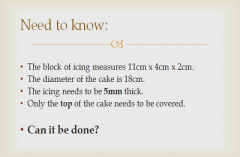 Need to know:
• The block of icing measures 11cm x 4cm x 2cm.
• The diameter of the cake is 18cm.
• The icing needs to be 5mm thick.
• Only the top of the cake needs to be covered.
• Can it be done?